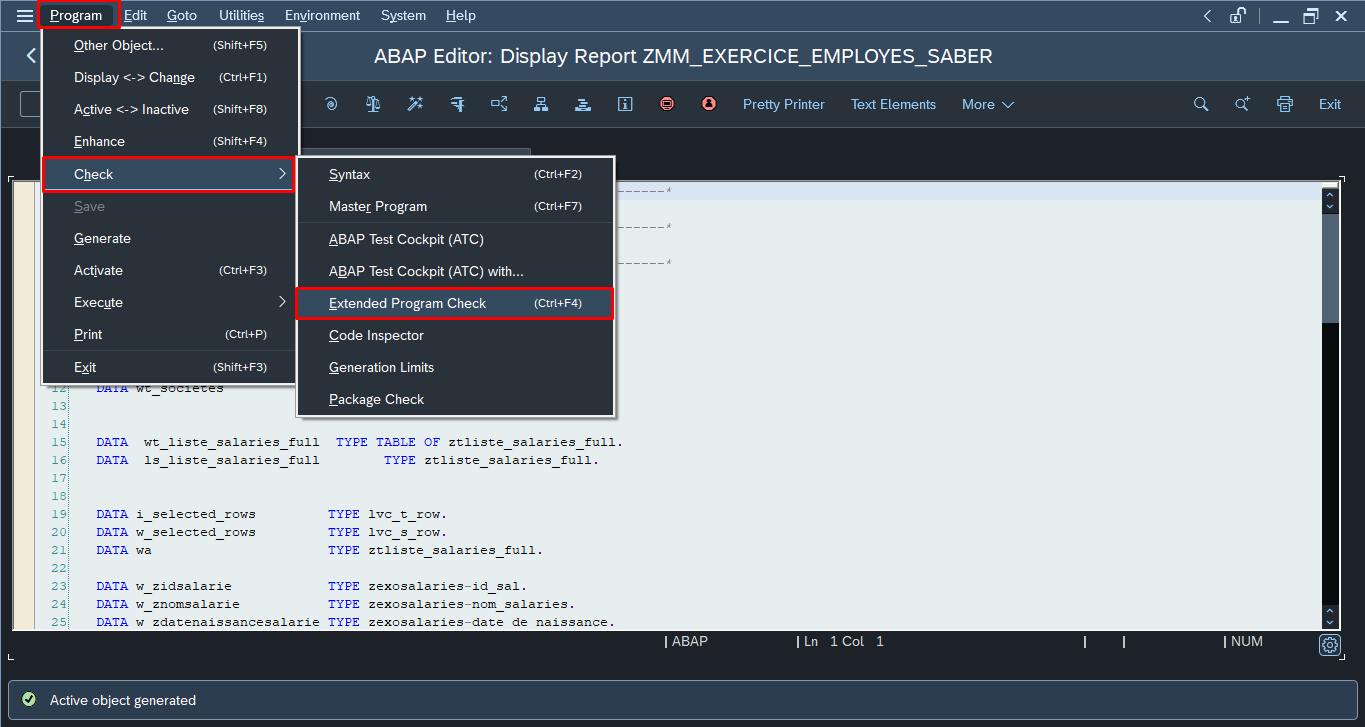 Program Edit Goto Utilities Environment System Help
ABAP Editor: Display Report ZMM_EXERCICE_EMPLOYES_SABER
Pretty Printer Text Elements More Exit
Other Object... (Shift+F5)
Display <-> Change (Ctrl+F1)
Active <-> Inactive (Shift+F8)
Enhance (Shift+F4)
Check
Save
Generate
Activate (Ctrl+F3)
Execute
Print (Ctrl+P)
Exit (Shift+F3)
Syntax (Ctrl+F2)
Master Program (Ctrl+F7)
ABAP Test Cockpit (ATC)
ABAP Test Cockpit (ATC) with...
Extended Program Check (Ctrl+F4)
Code Inspector
Generation Limits
Package Check
------*
------*
------*
12 DATA wt_societes
13
14
15 DATA wt_liste_salaries_full TYPE TABLE OF ztliste_salaries_full.
16 DATA ls_liste_salaries_full TYPE ztliste_salaries_full.
17
18
19 DATA i_selected_rows TYPE lvc_t_row.
20 DATA w_selected_rows TYPE lvc_s_row.
21 DATA wa TYPE ztliste_salaries_full.
22
23 DATA w_zidsalarie TYPE zexosalaries-id_sal.
24 DATA w_znomsalarie TYPE zexosalaries-nom_salaries.
25 DATA w_zdatenaissancesalarie TYPE zexosalaries-date_de_naissance.
ABAP Ln 1 Col 1 NUM
Active object generated